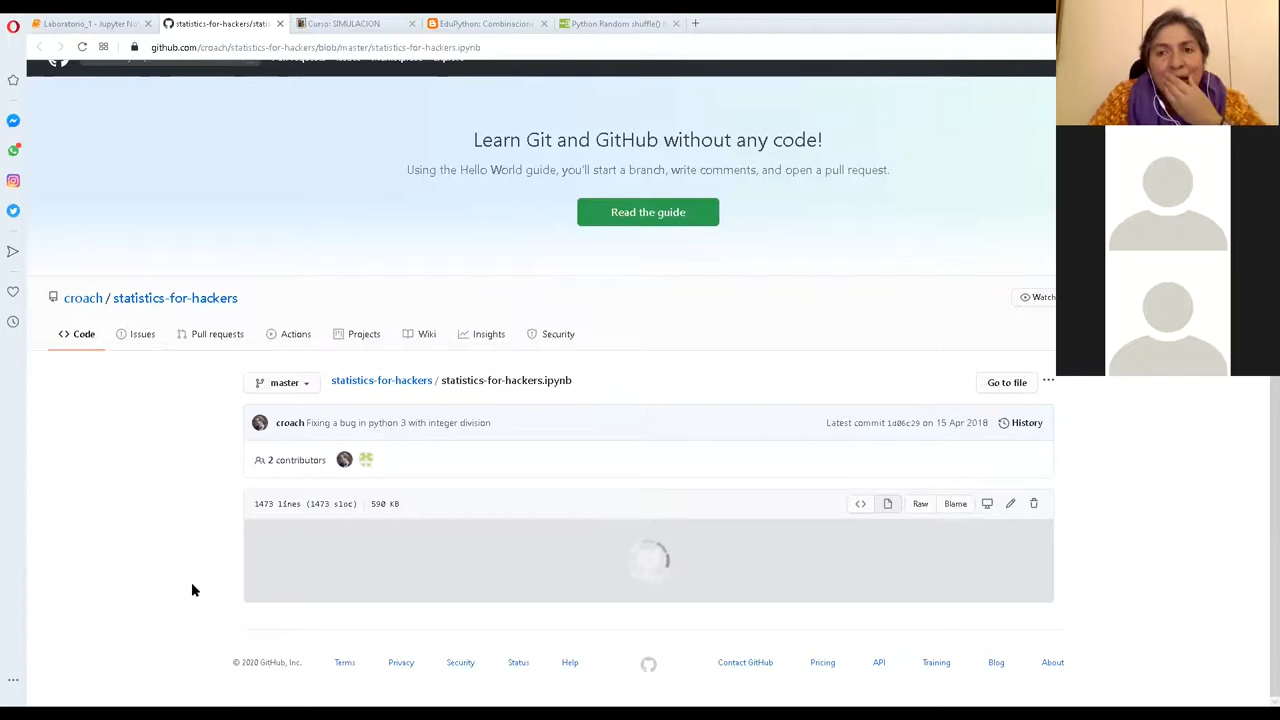 Laboratorio_1 - Jupyter No
statistics-for-hackers/stati
Curso: SIMULACION
EduPython: Combinacion
Python Random shuffle() M
github.com/croach/statistics-for-hackers/blob/master/statistics-for-hackers.ipynb
Learn Git and GitHub without any code!
Using the Hello World guide, you'll start a branch, write comments, and open a pull request.
Read the guide
croach / statistics-for-hackers
Watch
Code
Issues
Pull requests
Actions
Projects
Wiki
Insights
Security
master
statistics-for-hackers / statistics-for-hackers.ipynb
Go to file
croach Fixing a bug in python 3 with integer division
Latest commit 1d06c29 on 15 Apr 2018
History
2 contributors
1473 lines (1473 sloc)
590 KB
Raw
Blame
© 2020 GitHub, Inc.
Terms
Privacy
Security
Status
Help
Contact GitHub
Pricing
API
Training
Blog
About